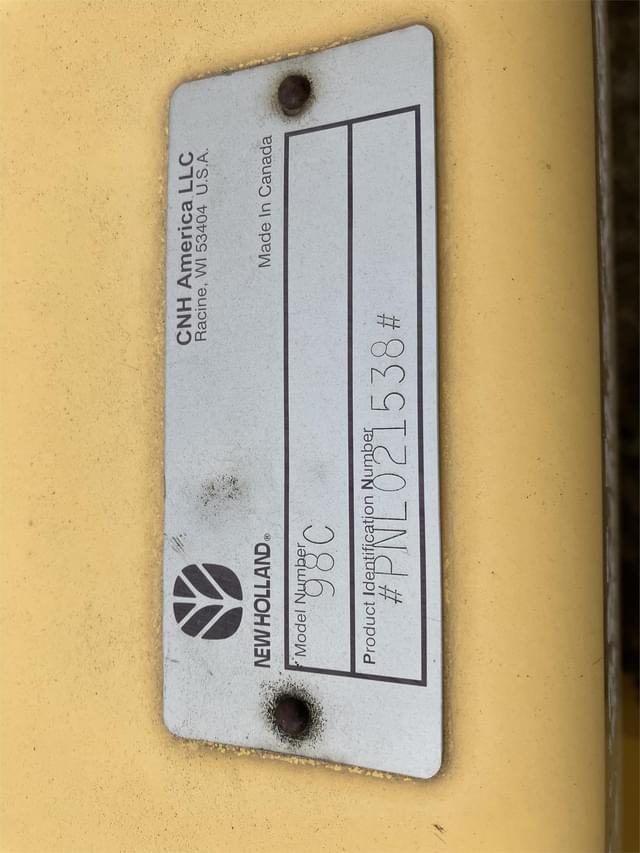 CNH America LLC
Racine, WI 53404 U.S.A.
NEW HOLLAND®
Made In Canada
Model Number
98C
Product Identification Number
#PNL021538#